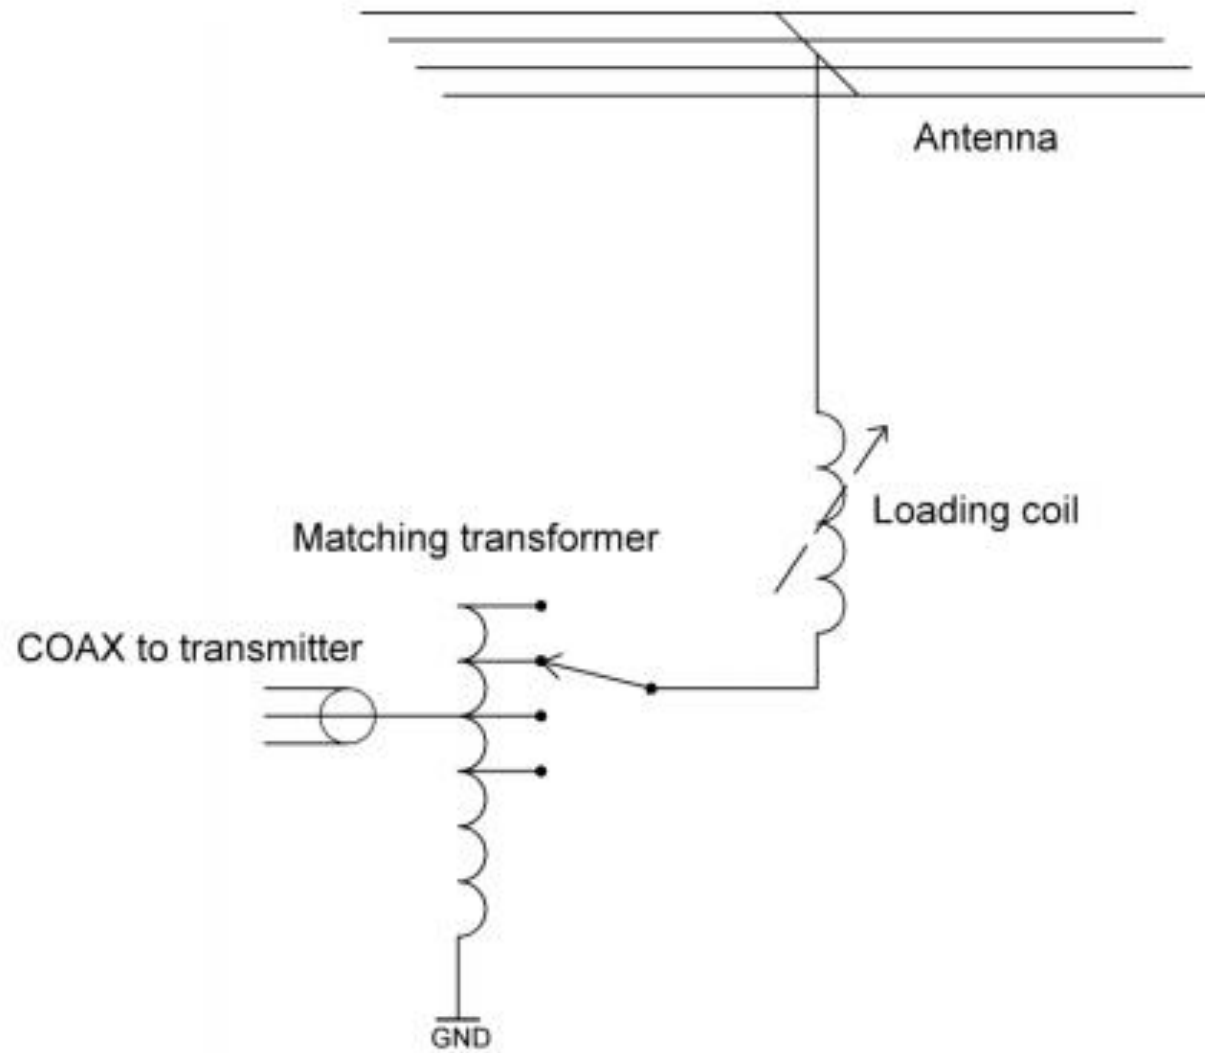 Antenna
Loading coil
Matching transformer
COAX to transmitter
GND